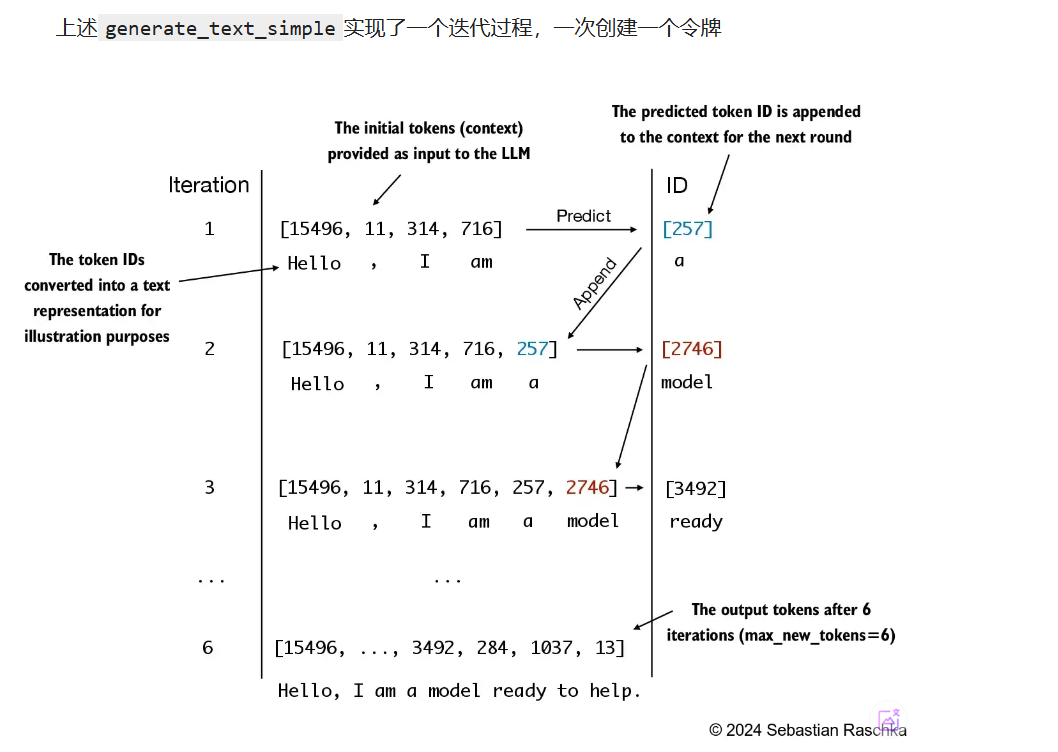 上述 generate_text_simple 实现了一个迭代过程，一次创建一个令牌
The predicted token ID is appended
to the context for the next round
The initial tokens (context)
provided as input to the LLM
Iteration
ID
1
[15496, 11, 314, 716]
Predict
[257]
Hello , I am
a
The token IDs
converted into a text
representation for
illustration purposes
Append
2
[15496, 11, 314, 716, 257]
[2746]
Hello , I am a
model
3
[15496, 11, 314, 716, 257, 2746]
[3492]
Hello , I am a model
ready
...
...
The output tokens after 6
iterations (max_new_tokens=6)
6
[15496, ..., 3492, 284, 1037, 13]
Hello, I am a model ready to help.
© 2024 Sebastian Raschka